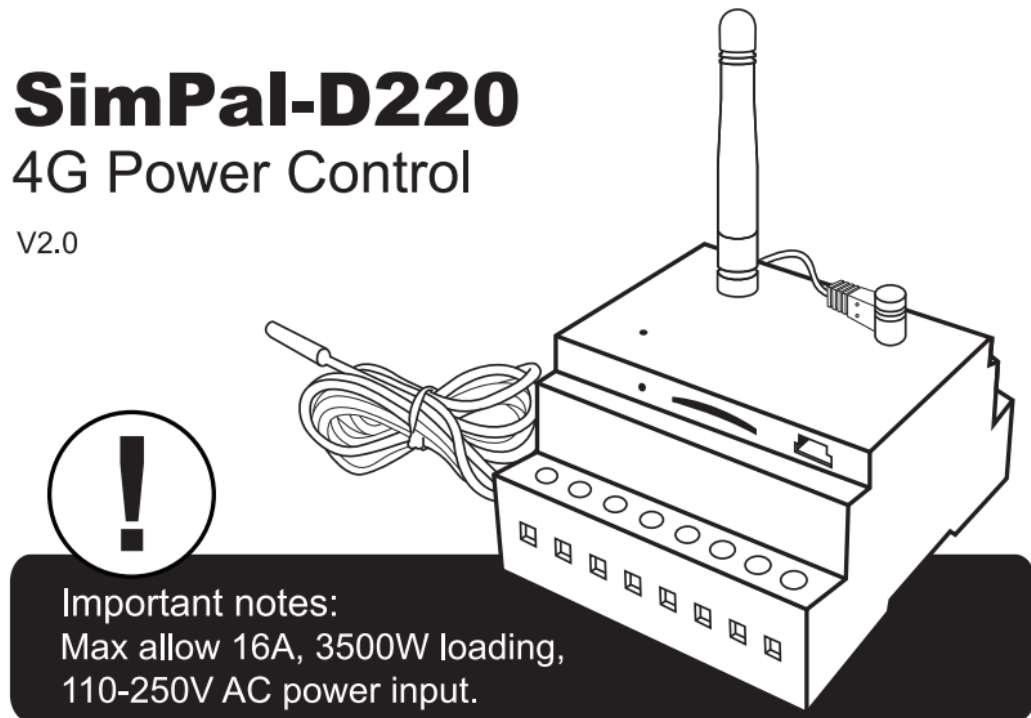 SimPal-D220
4G Power Control
V2.0
!
Important notes:
Max allow 16A, 3500W loading,
110-250V AC power input.